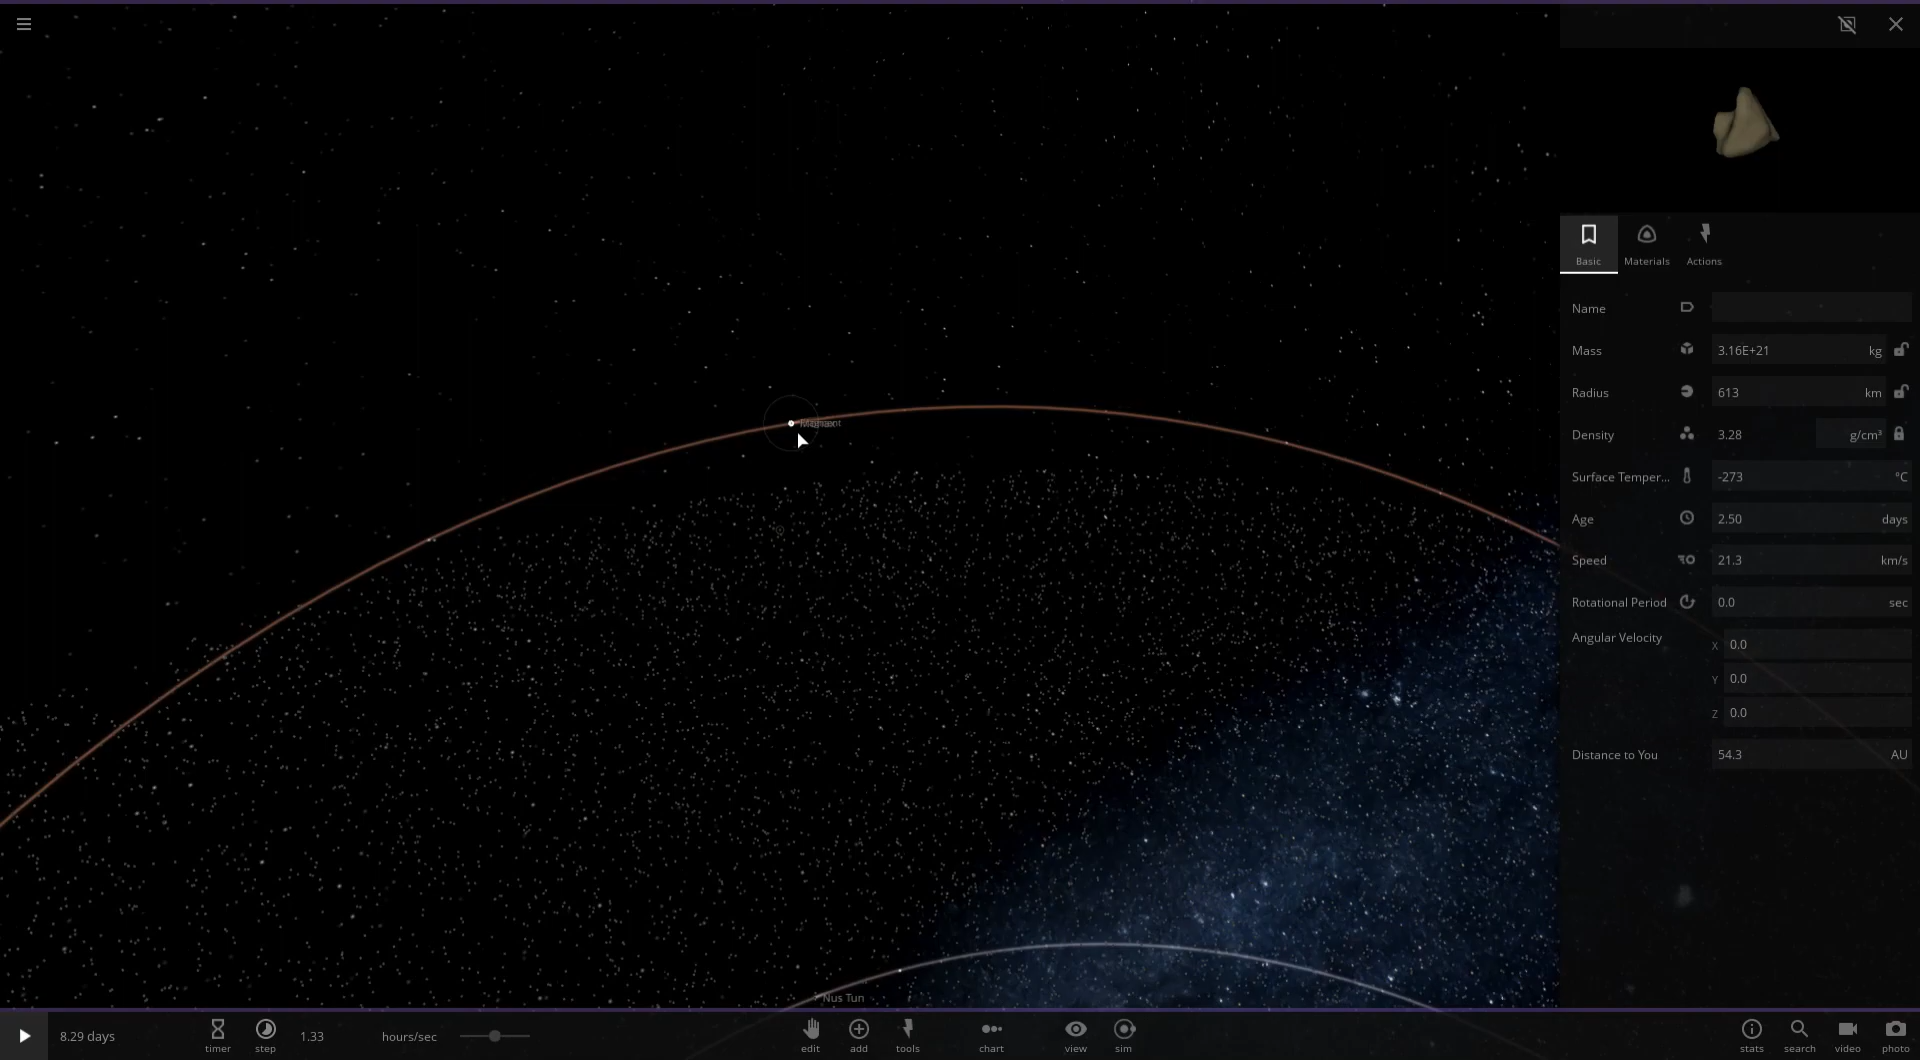 Basic Materials Actions
Name
Mass 3.16E+21 kg
Radius 613 km
Density 3.28 g/cm³
Surface Temper... -273 °C
Age 2.50 days
Speed 21.3 km/s
Rotational Period 0.0 sec
Angular Velocity X 0.0
Y 0.0
Z 0.0
Distance to You 54.3 AU
Nus Tun
8.29 days timer step 1.33 hours/sec edit add tools chart view sim stats search video photo